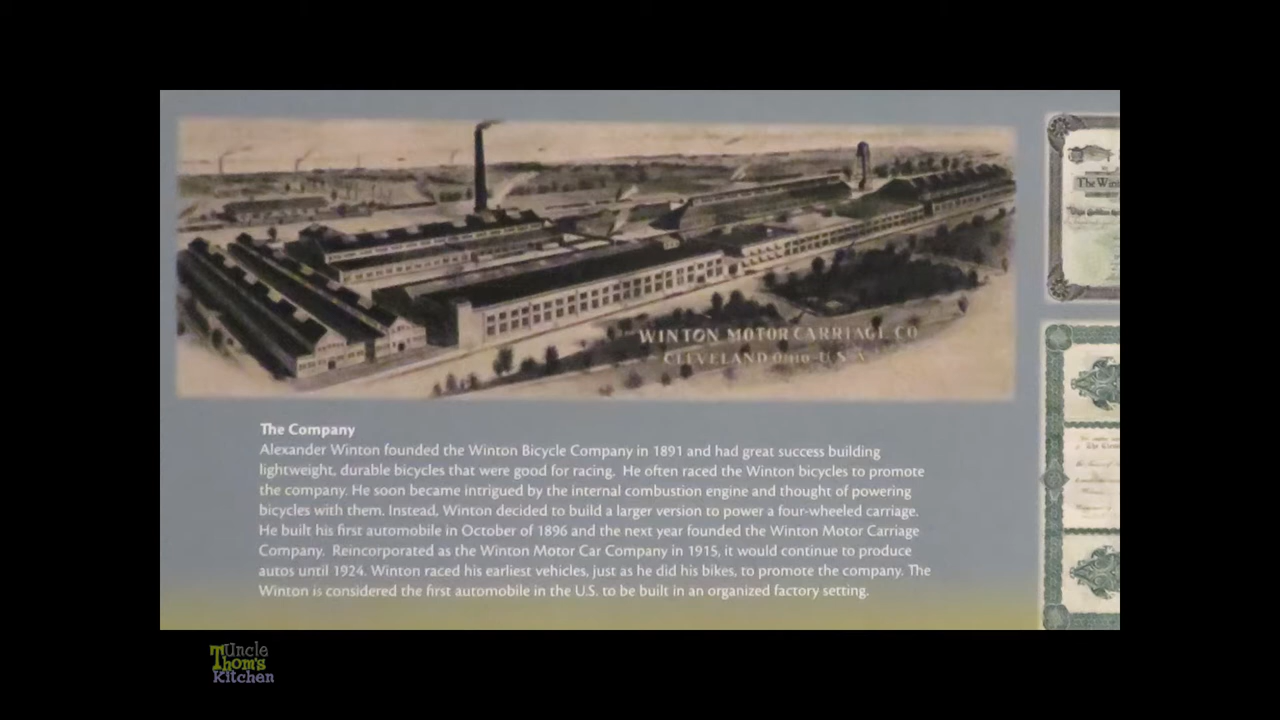 WINTON MOTOR CARRIAGE CO
CLEVELAND OHIO U.S.A
The Company
Alexander Winton founded the Winton Bicycle Company in 1891 and had great success building
lightweight, durable bicycles that were good for racing. He often raced the Winton bicycles to promote
the company. He soon became intrigued by the internal combustion engine and thought of powering
bicycles with them. Instead, Winton decided to build a larger version to power a four-wheeled carriage.
He built his first automobile in October of 1896 and the next year founded the Winton Motor Carriage
Company. Reincorporated as the Winton Motor Car Company in 1915, it would continue to produce
autos until 1924. Winton raced his earliest vehicles, just as he did his bikes, to promote the company. The
Winton is considered the first automobile in the U.S. to be built in an organized factory setting.
The Win
Uncle
Thom's
Kitchen